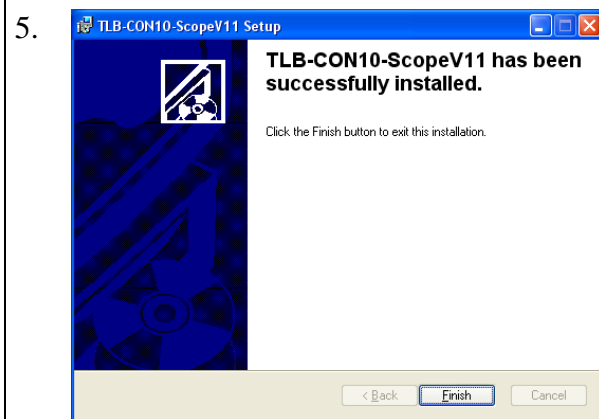 5.
TLB-CON10-ScopeV11 Setup
TLB-CON10-ScopeV11 has been
successfully installed.
Click the Finish button to exit this installation.
< Back
Finish
Cancel